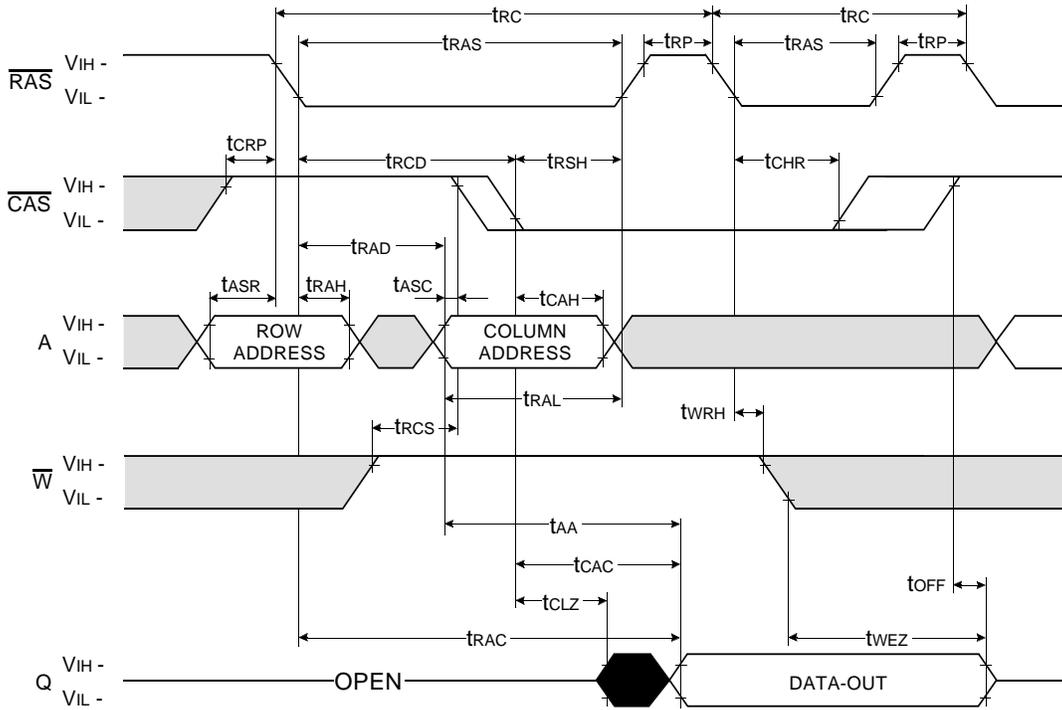 tRC tRC
tRAS tRP tRAS tRP
RAS VIH -
VIL -
tCRP tRCD tRSH tCHR
CAS VIH -
VIL -
tRAD
tASR tRAH tASC tCAH
A VIH -
VIL -
ROW ADDRESS
COLUMN ADDRESS
tRAL
tWRH
tRCS
W VIH -
VIL -
tAA
tCAC
tOFF
tCLZ
tRAC
tWEZ
Q VIH -
VIL -
OPEN
DATA-OUT